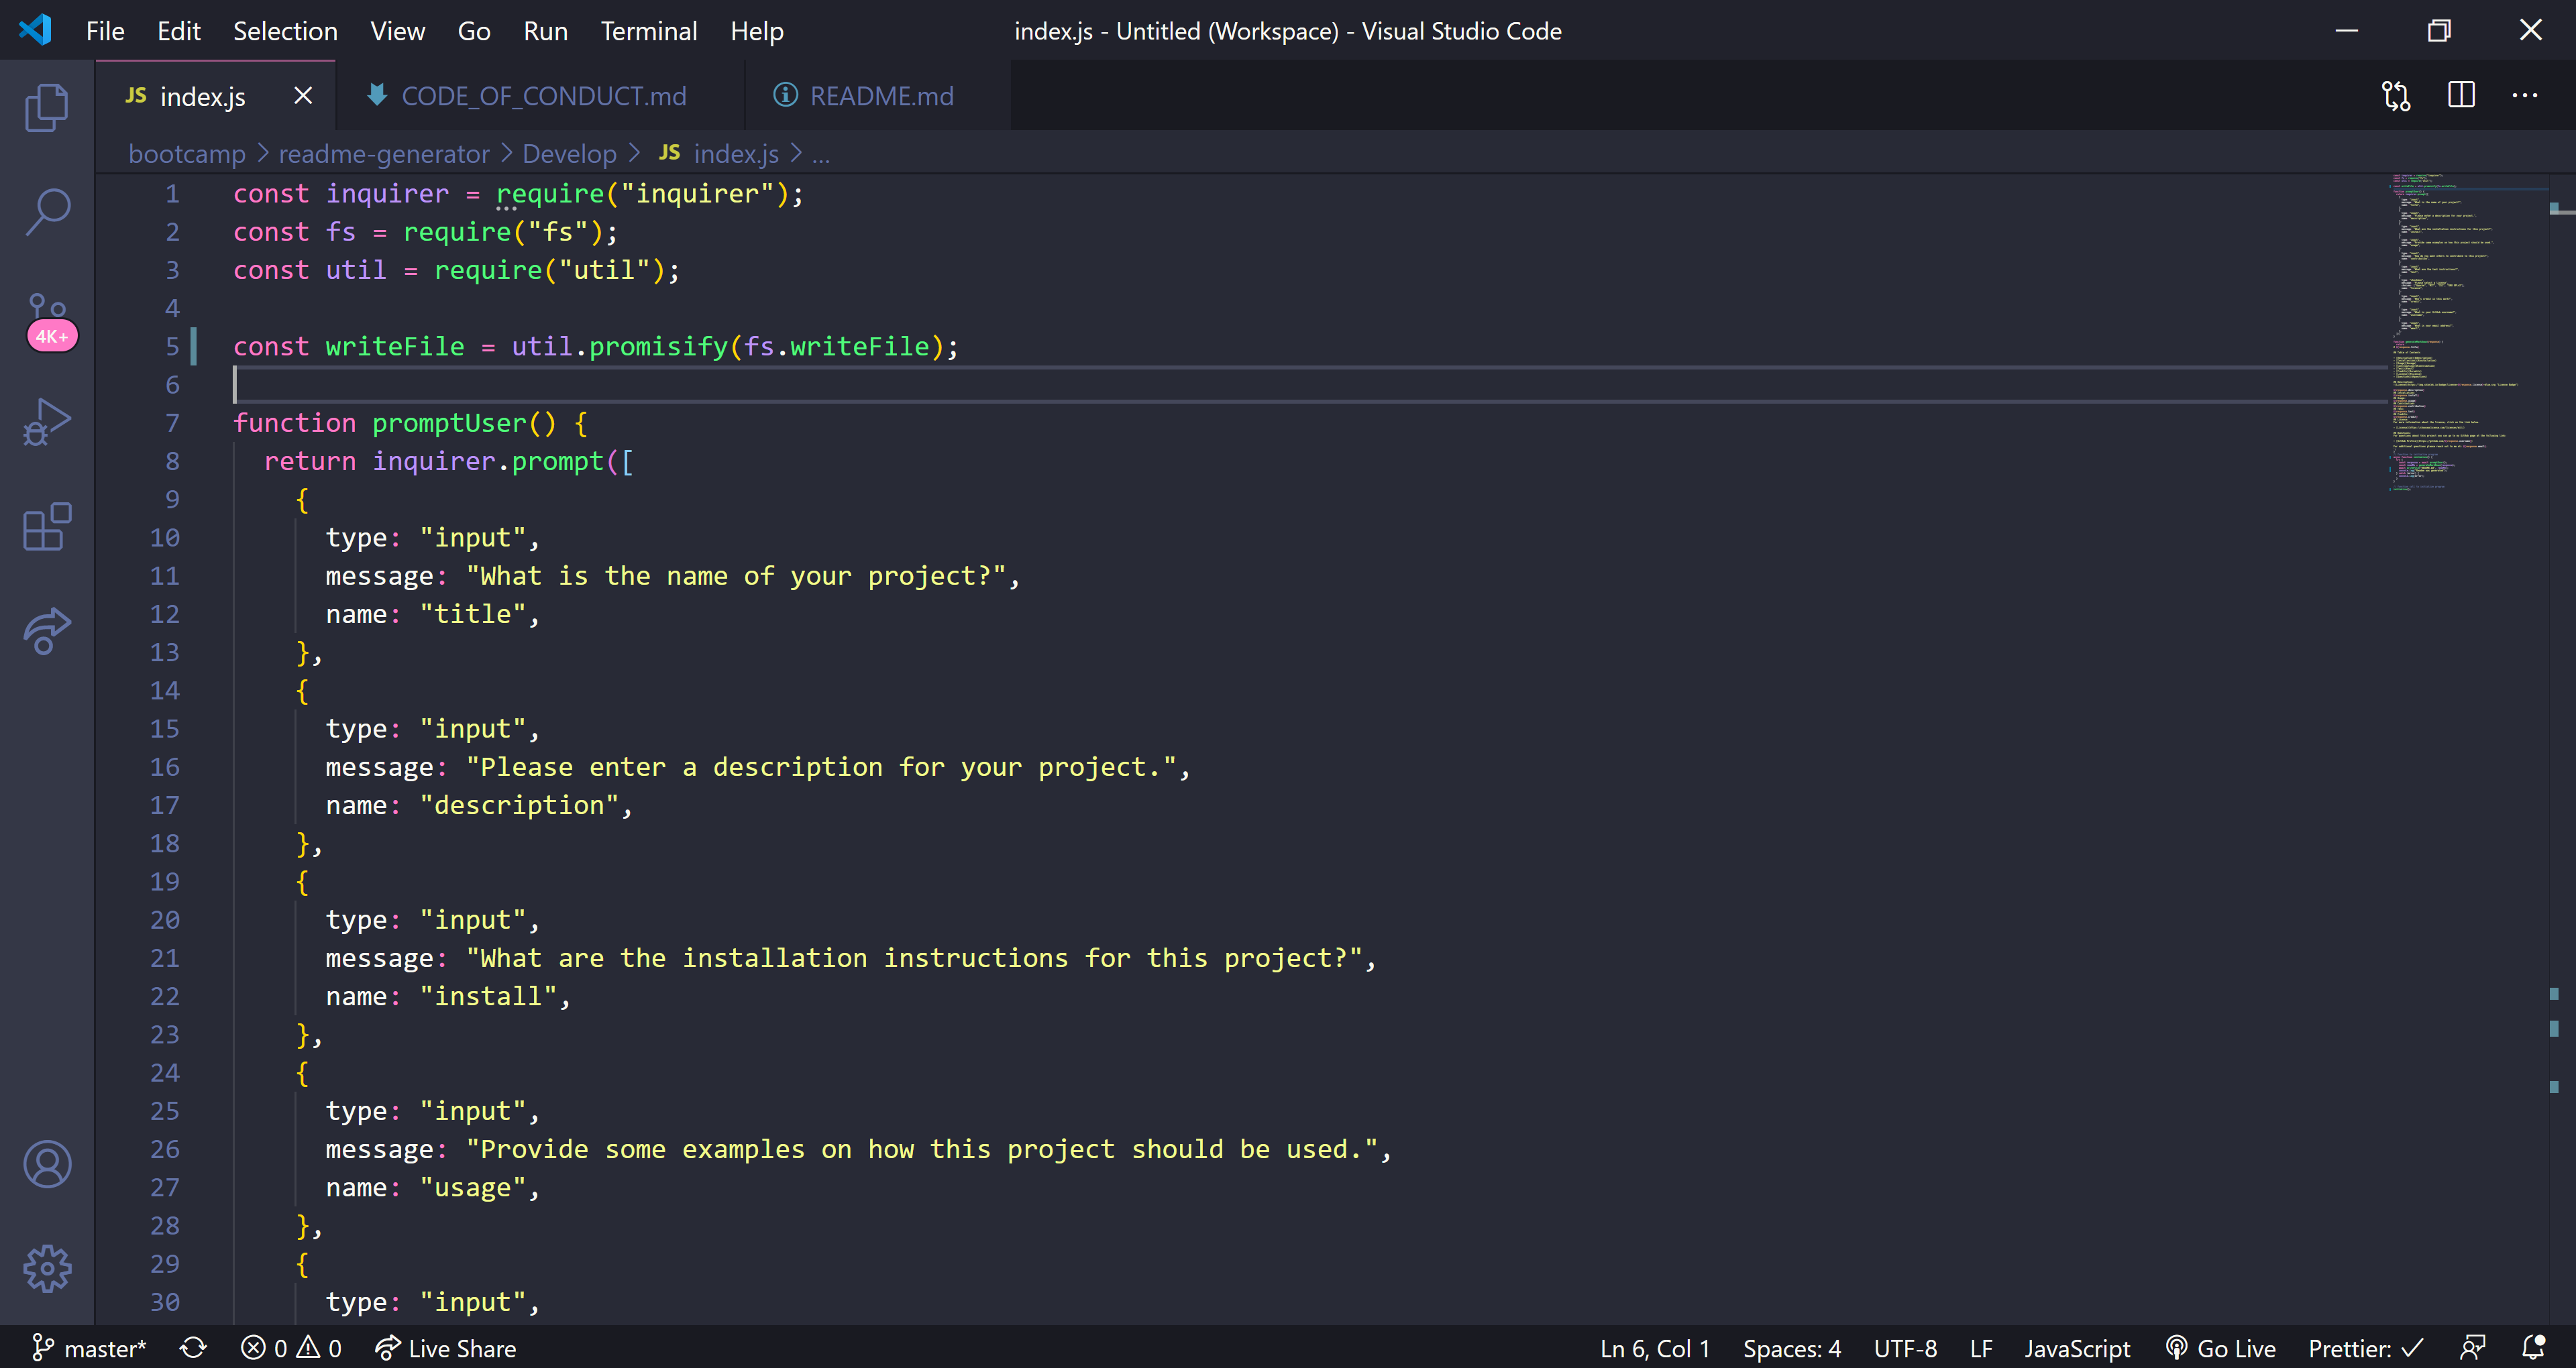 File Edit Selection View Go Run Terminal Help index.js - Untitled (Workspace) - Visual Studio Code
JS index.js CODE_OF_CONDUCT.md README.md
bootcamp > readme-generator > Develop > JS index.js > ...
1 const inquirer = require("inquirer");
2 const fs = require("fs");
3 const util = require("util");
4
5 const writeFile = util.promisify(fs.writeFile);
6
7 function promptUser() {
8 return inquirer.prompt([
9 {
10 type: "input",
11 message: "What is the name of your project?",
12 name: "title",
13 },
14 {
15 type: "input",
16 message: "Please enter a description for your project.",
17 name: "description",
18 },
19 {
20 type: "input",
21 message: "What are the installation instructions for this project?",
22 name: "install",
23 },
24 {
25 type: "input",
26 message: "Provide some examples on how this project should be used.",
27 name: "usage",
28 },
29 {
30 type: "input",
4K+
master* 0 0 Live Share Ln 6, Col 1 Spaces: 4 UTF-8 LF JavaScript Go Live Prettier: ✓